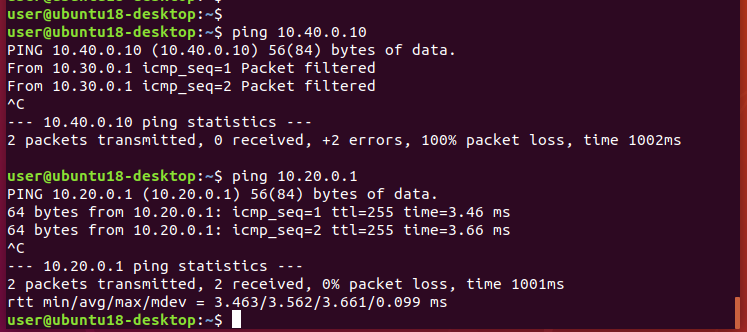 user@ubuntu18-desktop:~$
user@ubuntu18-desktop:~$
user@ubuntu18-desktop:~$ ping 10.40.0.10
PING 10.40.0.10 (10.40.0.10) 56(84) bytes of data.
From 10.30.0.1 icmp_seq=1 Packet filtered
From 10.30.0.1 icmp_seq=2 Packet filtered
^C
--- 10.40.0.10 ping statistics ---
2 packets transmitted, 0 received, +2 errors, 100% packet loss, time 1002ms

user@ubuntu18-desktop:~$ ping 10.20.0.1
PING 10.20.0.1 (10.20.0.1) 56(84) bytes of data.
64 bytes from 10.20.0.1: icmp_seq=1 ttl=255 time=3.46 ms
64 bytes from 10.20.0.1: icmp_seq=2 ttl=255 time=3.66 ms
^C
--- 10.20.0.1 ping statistics ---
2 packets transmitted, 2 received, 0% packet loss, time 1001ms
rtt min/avg/max/mdev = 3.463/3.562/3.661/0.099 ms
user@ubuntu18-desktop:~$